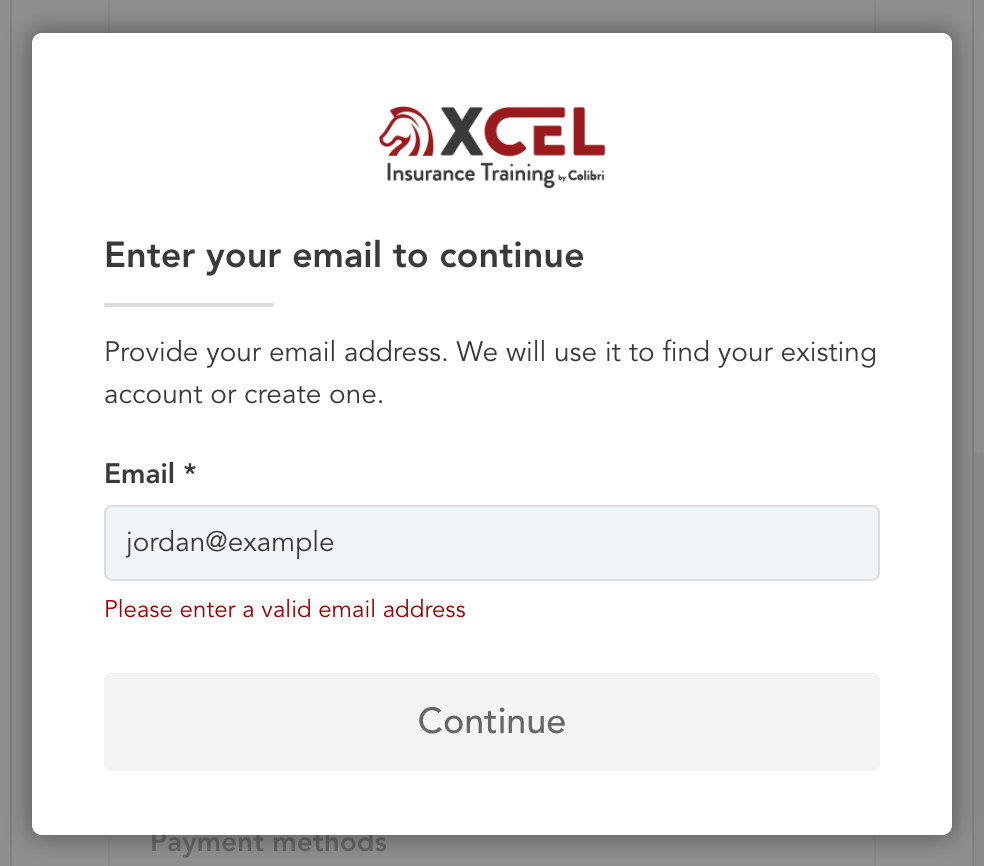 XCEL
Insurance Training by Colibri
Enter your email to continue
Provide your email address. We will use it to find your existing
account or create one.
Email *
jordan@example
Please enter a valid email address
Continue
Payment methods